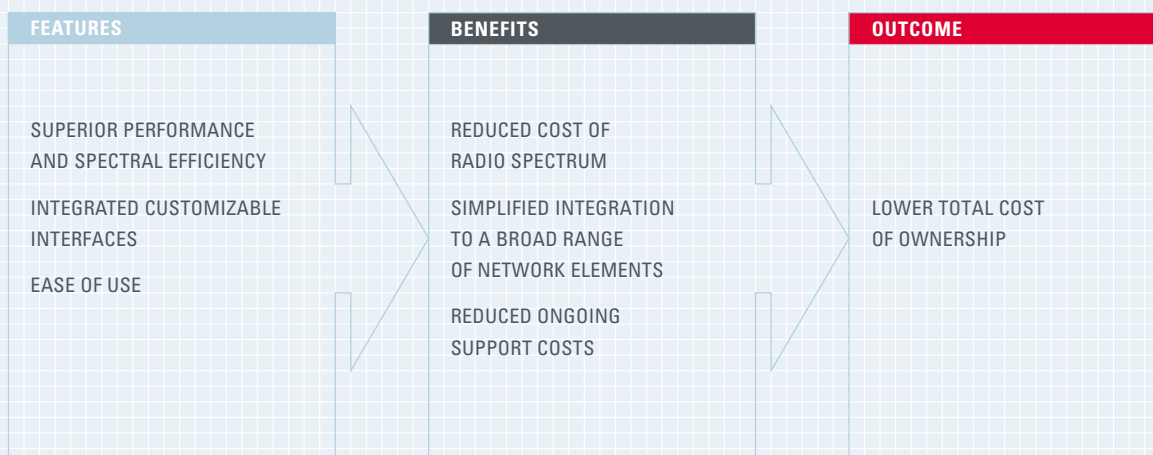 FEATURES
SUPERIOR PERFORMANCE
AND SPECTRAL EFFICIENCY
INTEGRATED CUSTOMIZABLE
INTERFACES
EASE OF USE
BENEFITS
REDUCED COST OF
RADIO SPECTRUM
SIMPLIFIED INTEGRATION
TO A BROAD RANGE
OF NETWORK ELEMENTS
REDUCED ONGOING
SUPPORT COSTS
OUTCOME
LOWER TOTAL COST
OF OWNERSHIP